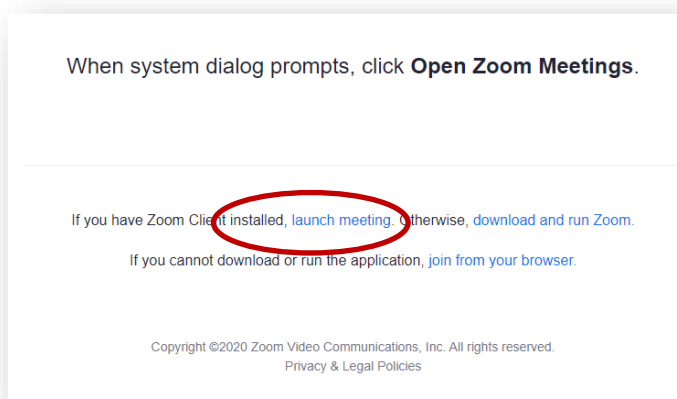 When system dialog prompts, click Open Zoom Meetings.
If you have Zoom Client installed, launch meeting. Otherwise, download and run Zoom.
If you cannot download or run the application, join from your browser.
Copyright ©2020 Zoom Video Communications, Inc. All rights reserved.
Privacy & Legal Policies